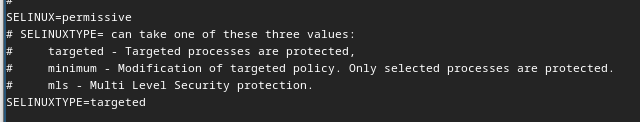 #
SELINUX=permissive
# SELINUXTYPE= can take one of these three values:
#     targeted - Targeted processes are protected,
#     minimum - Modification of targeted policy. Only selected processes are protected.
#     mls - Multi Level Security protection.
SELINUXTYPE=targeted